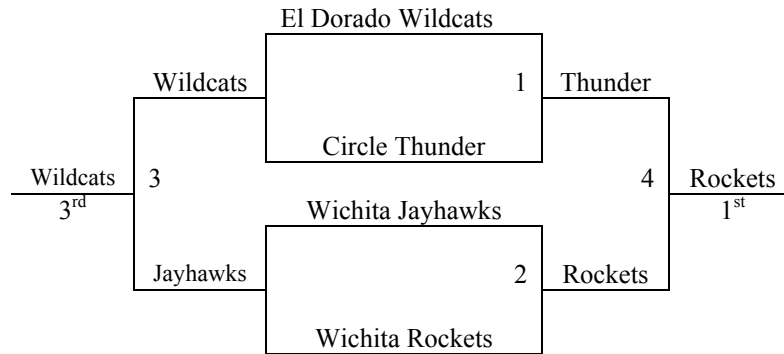 El Dorado Wildcats
Wildcats 1 Thunder
Circle Thunder
Wildcats 3 4 Rockets
3rd 1st
Wichita Jayhawks
Jayhawks 2 Rockets
Wichita Rockets